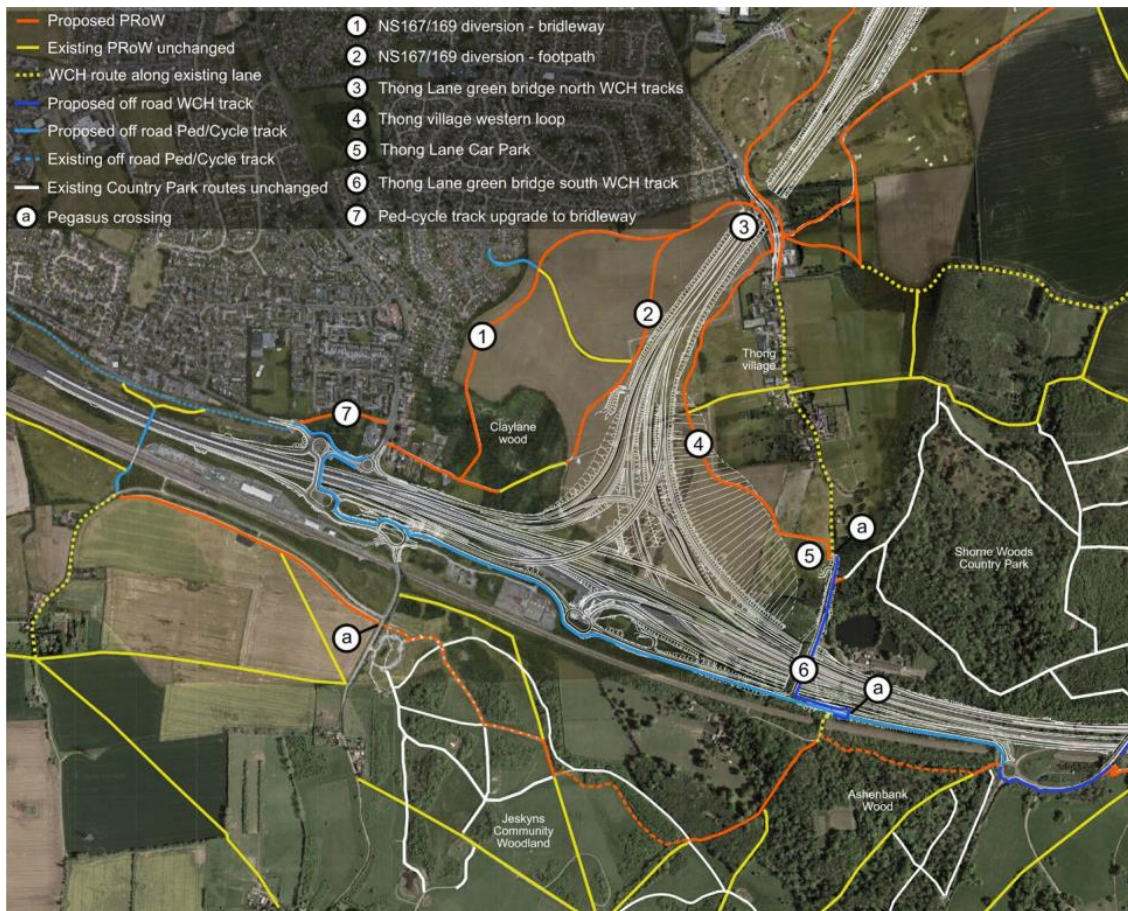 Proposed PRoW
Existing PRoW unchanged
WCH route along existing lane
Proposed off road WCH track
Proposed off road Ped/Cycle track
Existing off road Ped/Cycle track
Existing Country Park routes unchanged
a Pegasus crossing
1 NS167/169 diversion - bridleway
2 NS167/169 diversion - footpath
3 Thong Lane green bridge north WCH tracks
4 Thong village western loop
5 Thong Lane Car Park
6 Thong Lane green bridge south WCH track
7 Ped-cycle track upgrade to bridleway
3
2
1
Thong
village
7
Claylane
wood
4
a
5
Shorne Woods
Country Park
a
6
a
Ashenbank
Wood
Jeskyns
Community
Woodland